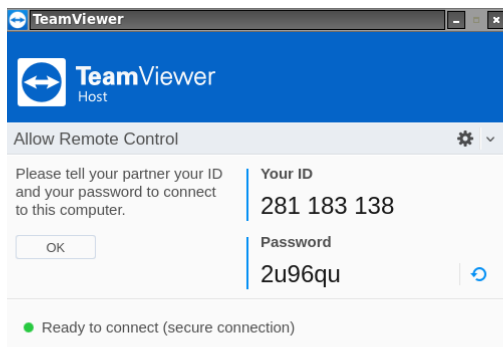 TeamViewer
TeamViewer
Host
Allow Remote Control
Please tell your partner your ID
and your password to connect
to this computer.
OK
Your ID
281 183 138
Password
2u96qu
Ready to connect (secure connection)